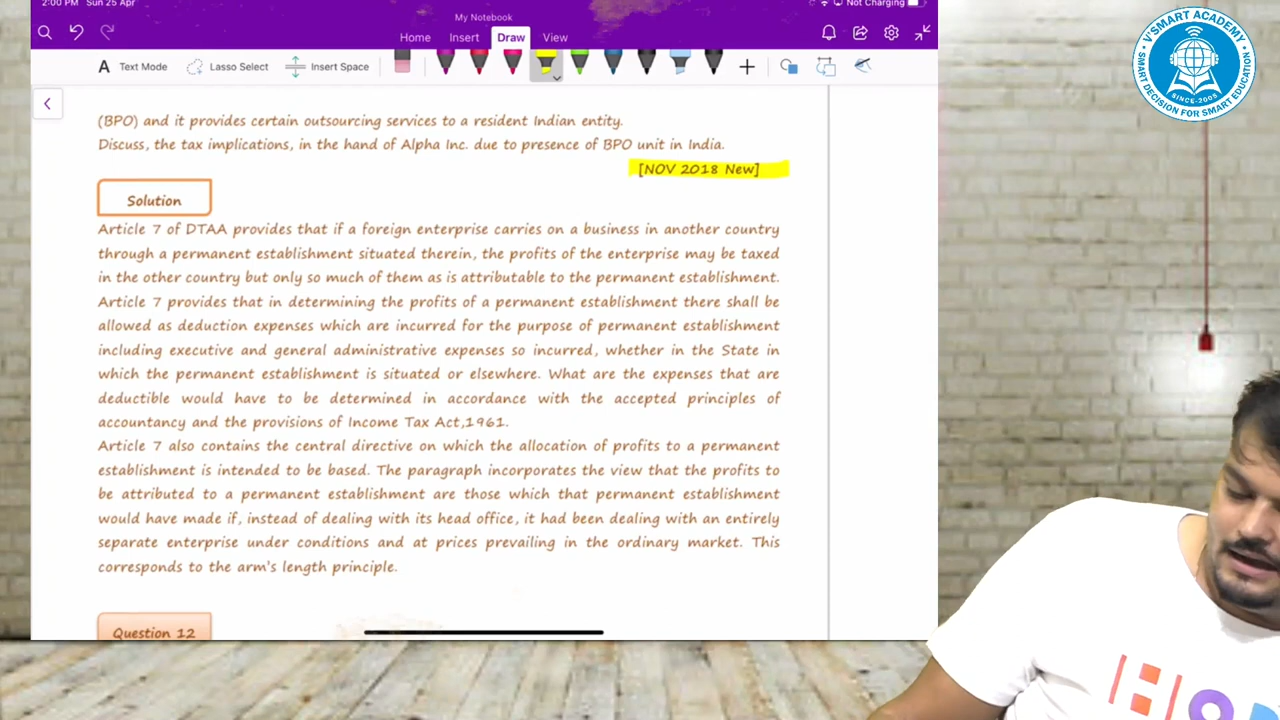 2:00 PM Sun 25 Apr
Not Charging
My Notebook
Home Insert Draw View
A Text Mode Lasso Select Insert Space
(BPO) and it provides certain outsourcing services to a resident Indian entity.
Discuss, the tax implications, in the hand of Alpha Inc. due to presence of BPO unit in India.
[NOV 2018 New]
Solution
Article 7 of DTAA provides that if a foreign enterprise carries on a business in another country
through a permanent establishment situated therein, the profits of the enterprise may be taxed
in the other country but only so much of them as is attributable to the permanent establishment.
Article 7 provides that in determining the profits of a permanent establishment there shall be
allowed as deduction expenses which are incurred for the purpose of permanent establishment
including executive and general administrative expenses so incurred, whether in the State in
which the permanent establishment is situated or elsewhere. What are the expenses that are
deductible would have to be determined in accordance with the accepted principles of
accountancy and the provisions of Income Tax Act,1961.
Article 7 also contains the central directive on which the allocation of profits to a permanent
establishment is intended to be based. The paragraph incorporates the view that the profits to
be attributed to a permanent establishment are those which that permanent establishment
would have made if, instead of dealing with its head office, it had been dealing with an entirely
separate enterprise under conditions and at prices prevailing in the ordinary market. This
corresponds to the arm's length principle.
Question 12
V'SMART ACADEMY
SINCE-2005
SMART DECISION FOR SMART EDUCATION